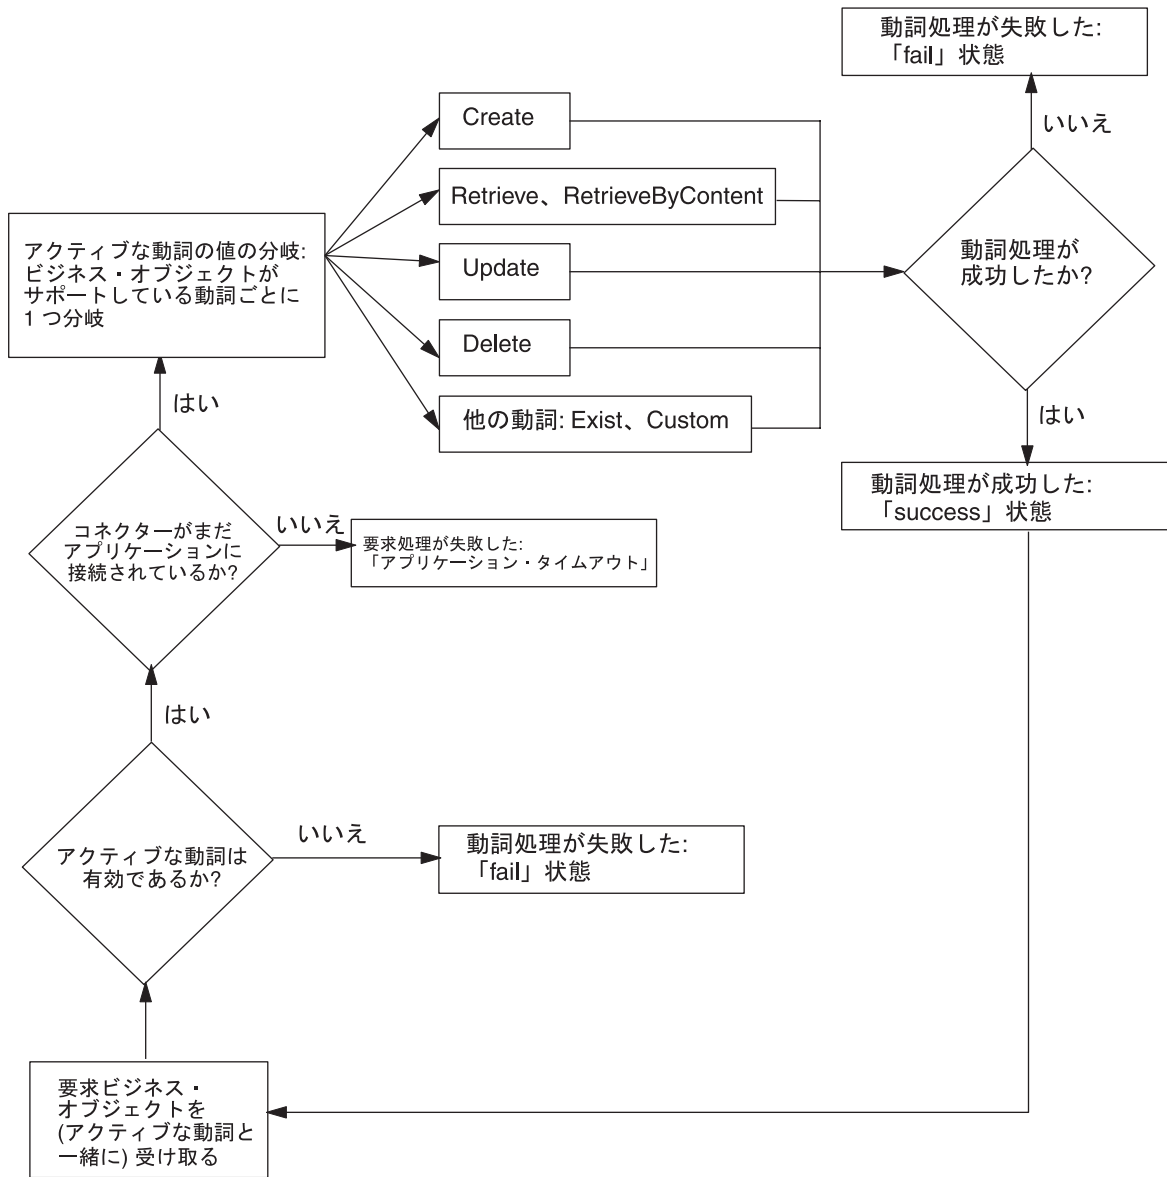 動詞処理が失敗した:
「fail」状態
いいえ
Create
Retrieve、RetrieveByContent
アクティブな動詞の値の分岐:
ビジネス・オブジェクトが
サポートしている動詞ごとに
1 つ分岐
Update
動詞処理が
成功したか?
Delete
はい
他の動詞: Exist、Custom
はい
動詞処理が成功した:
「success」状態
コネクターがまだ
アプリケーションに
接続されているか?
いいえ
要求処理が失敗した:
「アプリケーション・タイムアウト」
はい
アクティブな動詞は
有効であるか?
いいえ
動詞処理が失敗した:
「fail」状態
要求ビジネス・
オブジェクトを
(アクティブな動詞と
一緒に) 受け取る